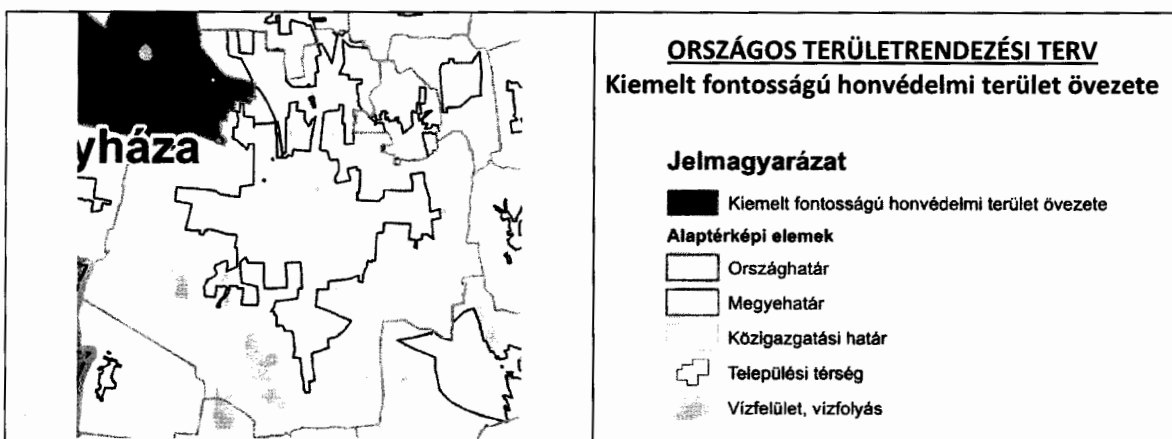 yháza
ORSZÁGOS TERÜLETRENDEZÉSI TERV
Kiemelt fontosságú honvédelmi terület övezete
Jelmagyarázat
Kiemelt fontosságú honvédelmi terület övezete
Alaptérképi elemek
Országhatár
Megyehatár
Közigazgatási határ
Települési térség
Vízfelület, vízfolyás